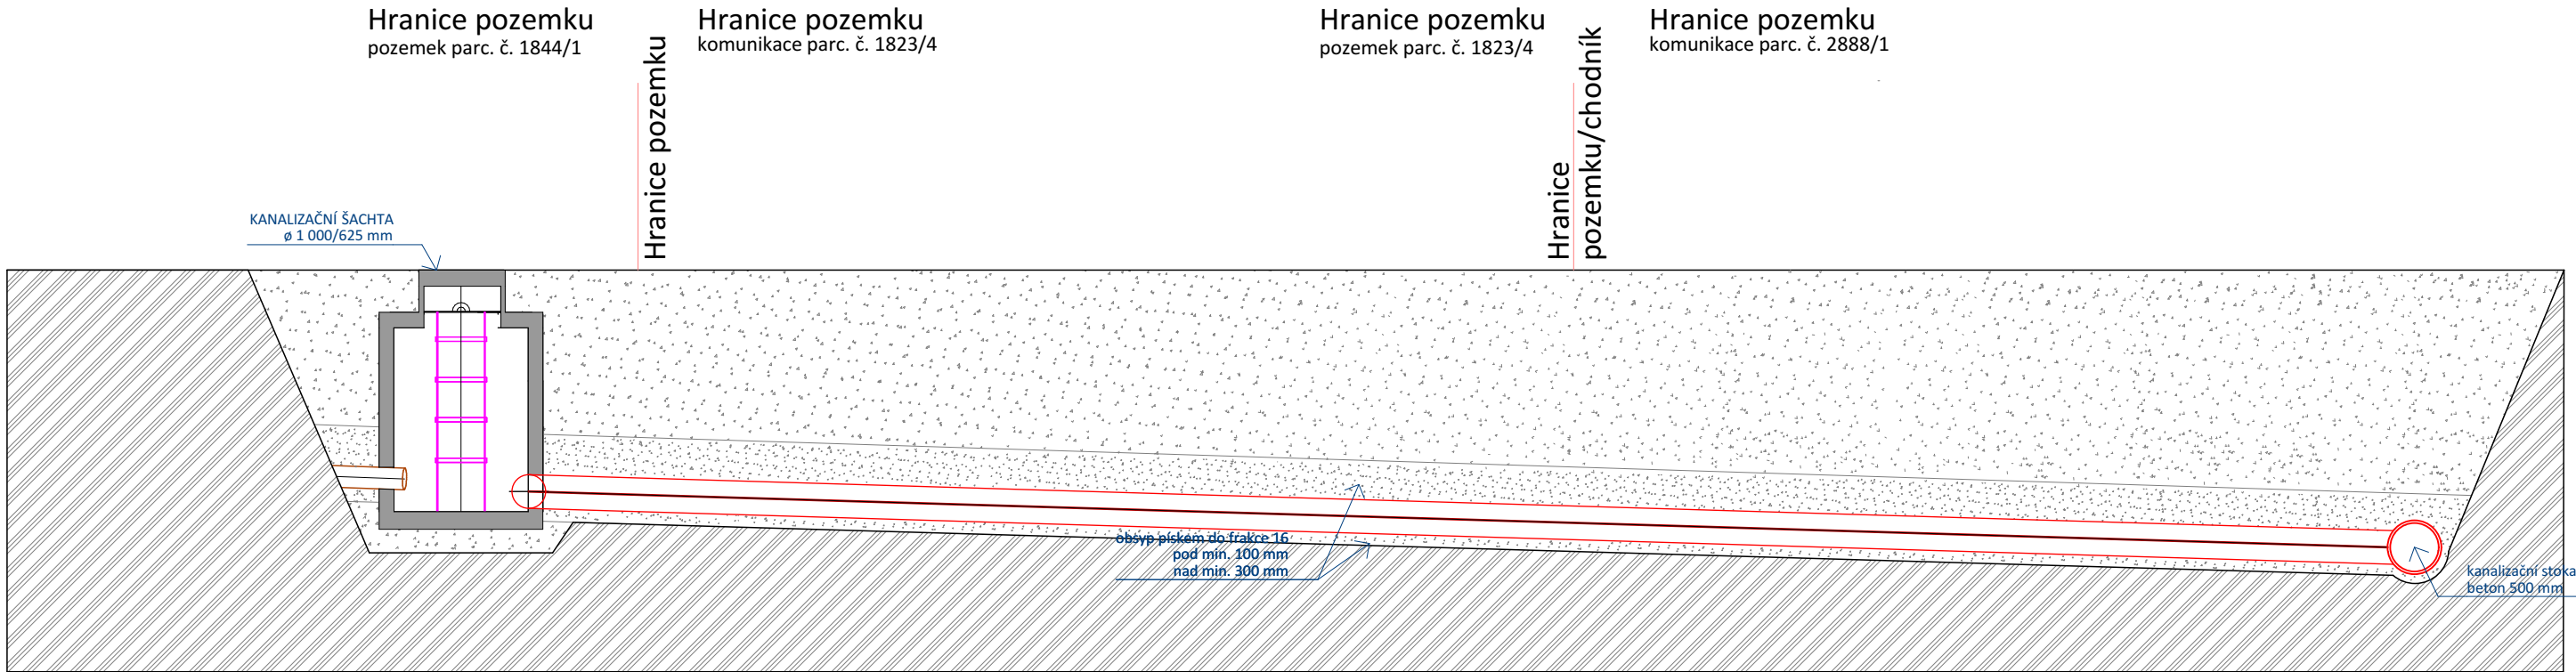 Hranice pozemku
pozemek parc. č. 1844/1
Hranice pozemku
Hranice pozemku
komunikace parc. č. 1823/4
Hranice pozemku
pozemek parc. č. 1823/4
Hranice
pozemku/chodník
Hranice pozemku
komunikace parc. č. 2888/1
KANALIZAČNÍ ŠACHTA
ø 1 000/625 mm
obsyp pískem do frakce 16
pod min. 100 mm
nad min. 300 mm
kanalizační stoka
beton 500 mm